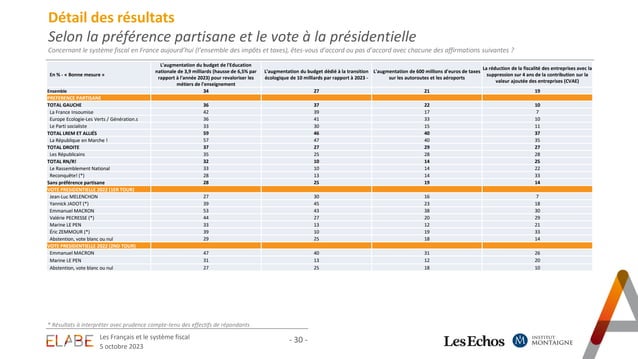 Détail des résultats
Selon la préférence partisane et le vote à la présidentielle
Concernant le système fiscal en France aujourd'hui (l'ensemble des impôts et taxes), êtes-vous d'accord ou pas d'accord avec chacune des affirmations suivantes ?
En % - « Bonne mesure » L'augmentation du budget de l'Education nationale de 3,9 milliards (hausse de 6,5% par rapport à l'année 2023) pour revaloriser les métiers de l'enseignement L'augmentation du budget dédié à la transition écologique de 10 milliards par rapport à 2023 - L'augmentation de 600 millions d'euros de taxes sur les autoroutes et les aéroports La réduction de la fiscalité des entreprises avec la suppression sur 4 ans de la contribution sur la valeur ajoutée des entreprises (CVAE)
Ensemble 34 27 21 19
PREFERENCE PARTISANE
TOTAL GAUCHE 36 37 22 10
La France Insoumise 42 39 17 7
Europe Ecologie-Les Verts / Génération.s 36 41 33 10
Le Parti socialiste 33 30 15 11
TOTAL LREM ET ALLIÉS 59 46 40 37
La République en Marche ! 57 47 40 35
TOTAL DROITE 37 27 29 27
Les Républicains 35 25 28 28
TOTAL RN/R! 32 10 14 25
Le Rassemblement National 33 10 14 22
Reconquête! (*) 28 13 14 33
Sans préférence partisane 28 25 19 14
VOTE PRESIDENTIELLE 2022 (1ER TOUR)
Jean-Luc MELENCHON 27 30 16 7
Yannick JADOT (*) 39 45 23 18
Emmanuel MACRON 53 43 38 30
Valérie PECRESSE (*) 44 27 20 29
Marine LE PEN 33 13 12 21
Éric ZEMMOUR (*) 39 10 19 33
Abstention, vote blanc ou nul 29 25 18 14
VOTE PRESIDENTIELLE 2022 (2ND TOUR)
Emmanuel MACRON 47 40 31 26
Marine LE PEN 31 13 12 20
Abstention, vote blanc ou nul 27 25 18 10
* Résultats à interpréter avec prudence compte-tenu des effectifs de répondants
ELABE
Les Français et le système fiscal
5 octobre 2023
- 30 -
Les Echos
M INSTITUT MONTAIGNE